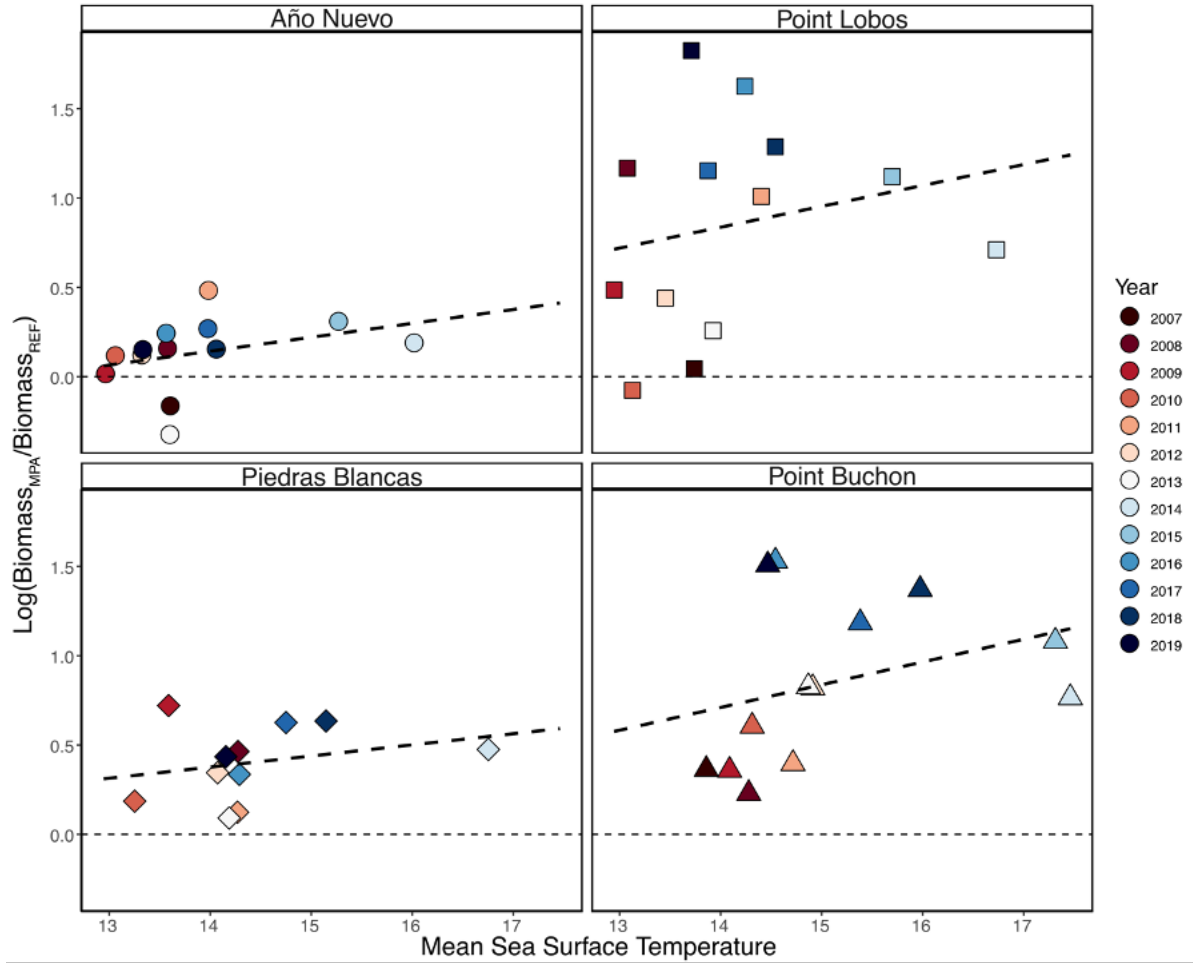 Año Nuevo
Point Lobos
1.5
1.0
0.5
0.0
Log(Biomass_MPA/Biomass_REF)
Piedras Blancas
Point Buchon
1.5
1.0
0.5
0.0
13 14 15 16 17
13 14 15 16 17
Mean Sea Surface Temperature
Year
2007
2008
2009
2010
2011
2012
2013
2014
2015
2016
2017
2018
2019